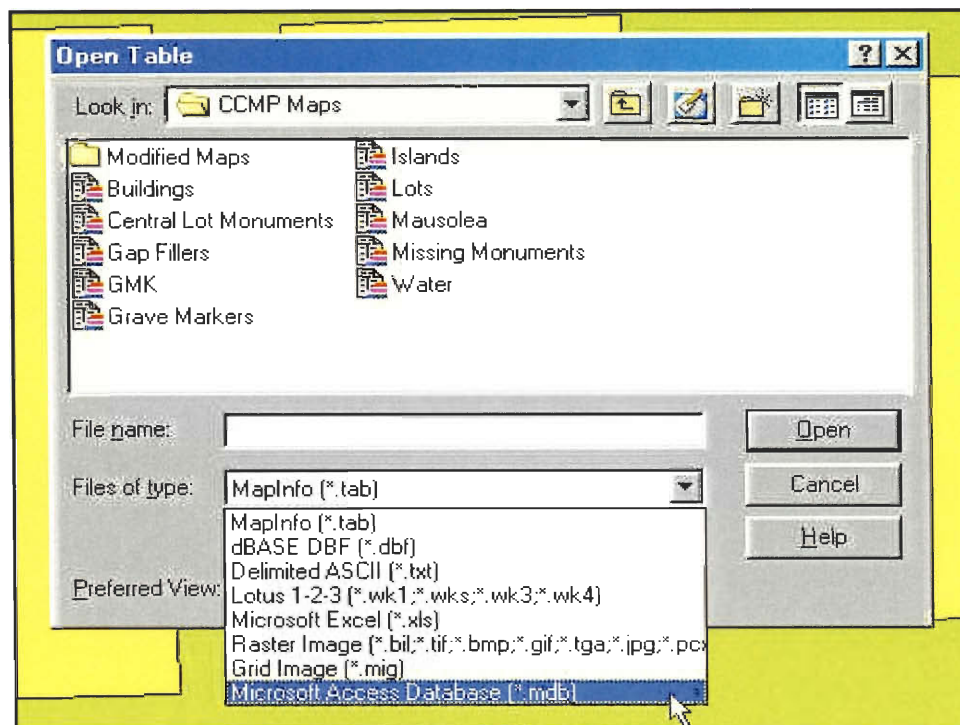 Open Table
Look in: CCMP Maps
Modified Maps
Buildings
Central Lot Monuments
Gap Fillers
GMK
Grave Markers
Islands
Lots
Mausolea
Missing Monuments
Water
File name:
Open
Files of type: MapInfo (*.tab)
Cancel
MapInfo (*.tab)
dBASE DBF (*.dbf)
Help
Delimited ASCII (*.txt)
Preferred View:
Lotus 1-2-3 (*.wk1;*.wks;*.wk3;*.wk4)
Microsoft Excel (*.xls)
Raster Image (*.bil;*.tif;*.bmp;*.gif;*.tga;*.jpg;*.pcx
Grid Image (*.mig)
Microsoft Access Database (*.mdb)